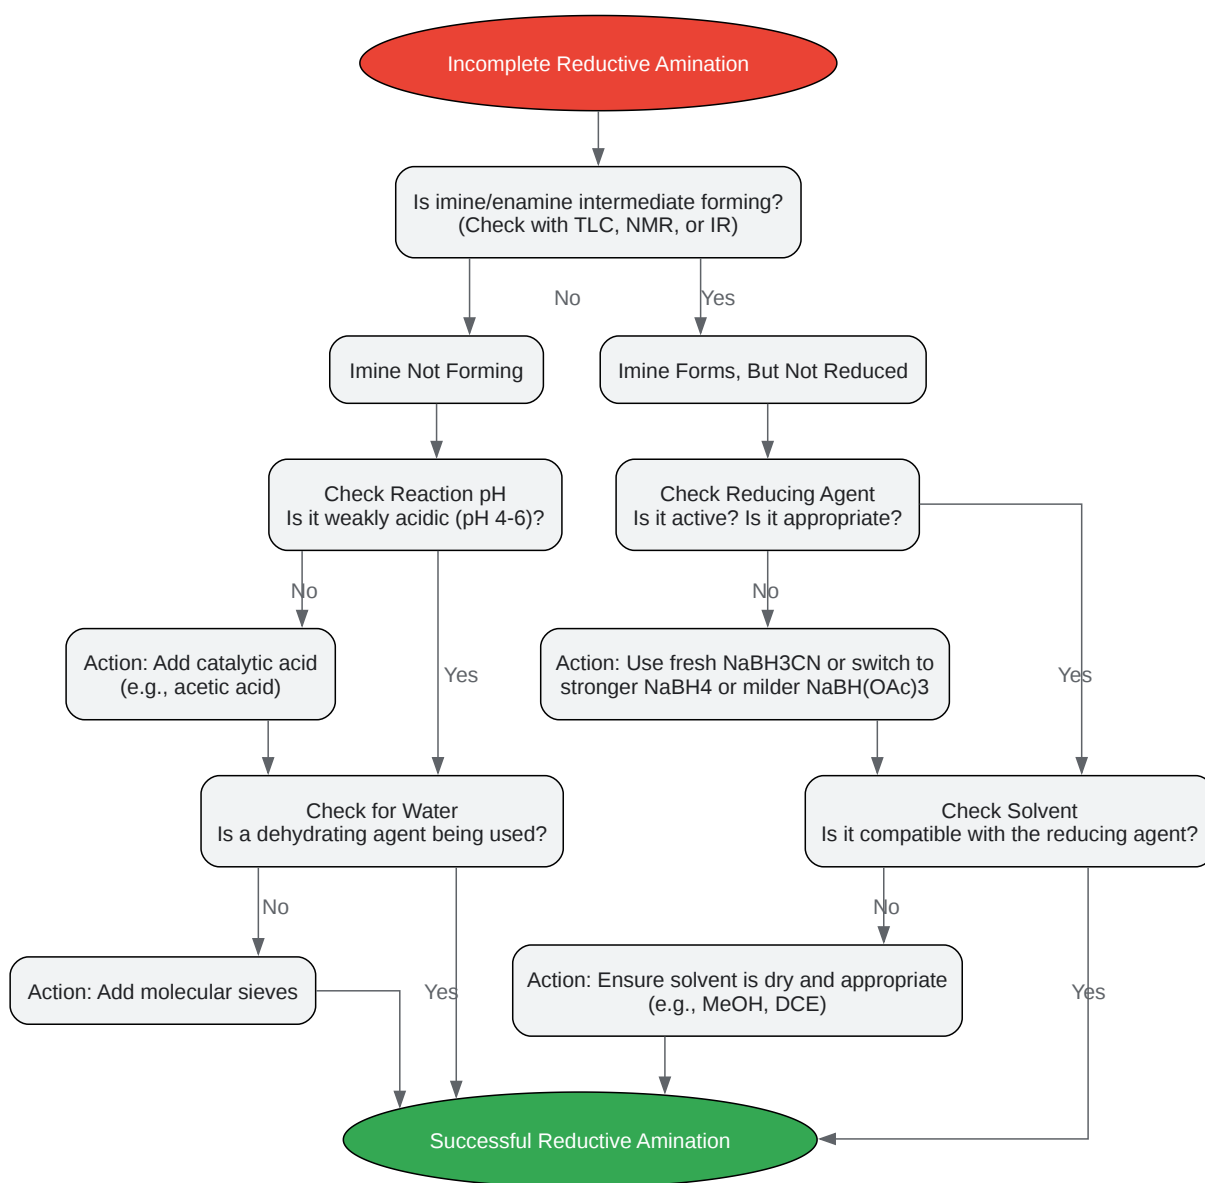 Incomplete Reductive Amination
Is imine/enamine intermediate forming?
(Check with TLC, NMR, or IR)
No
Yes
Imine Not Forming
Imine Forms, But Not Reduced
Check Reaction pH
Is it weakly acidic (pH 4-6)?
Check Reducing Agent
Is it active? Is it appropriate?
No
No
Action: Add catalytic acid
(e.g., acetic acid)
Yes
Action: Use fresh NaBH3CN or switch to
stronger NaBH4 or milder NaBH(OAc)3
Yes
Check for Water
Is a dehydrating agent being used?
Check Solvent
Is it compatible with the reducing agent?
No
No
Action: Add molecular sieves
Yes
Action: Ensure solvent is dry and appropriate
(e.g., MeOH, DCE)
Yes
Successful Reductive Amination